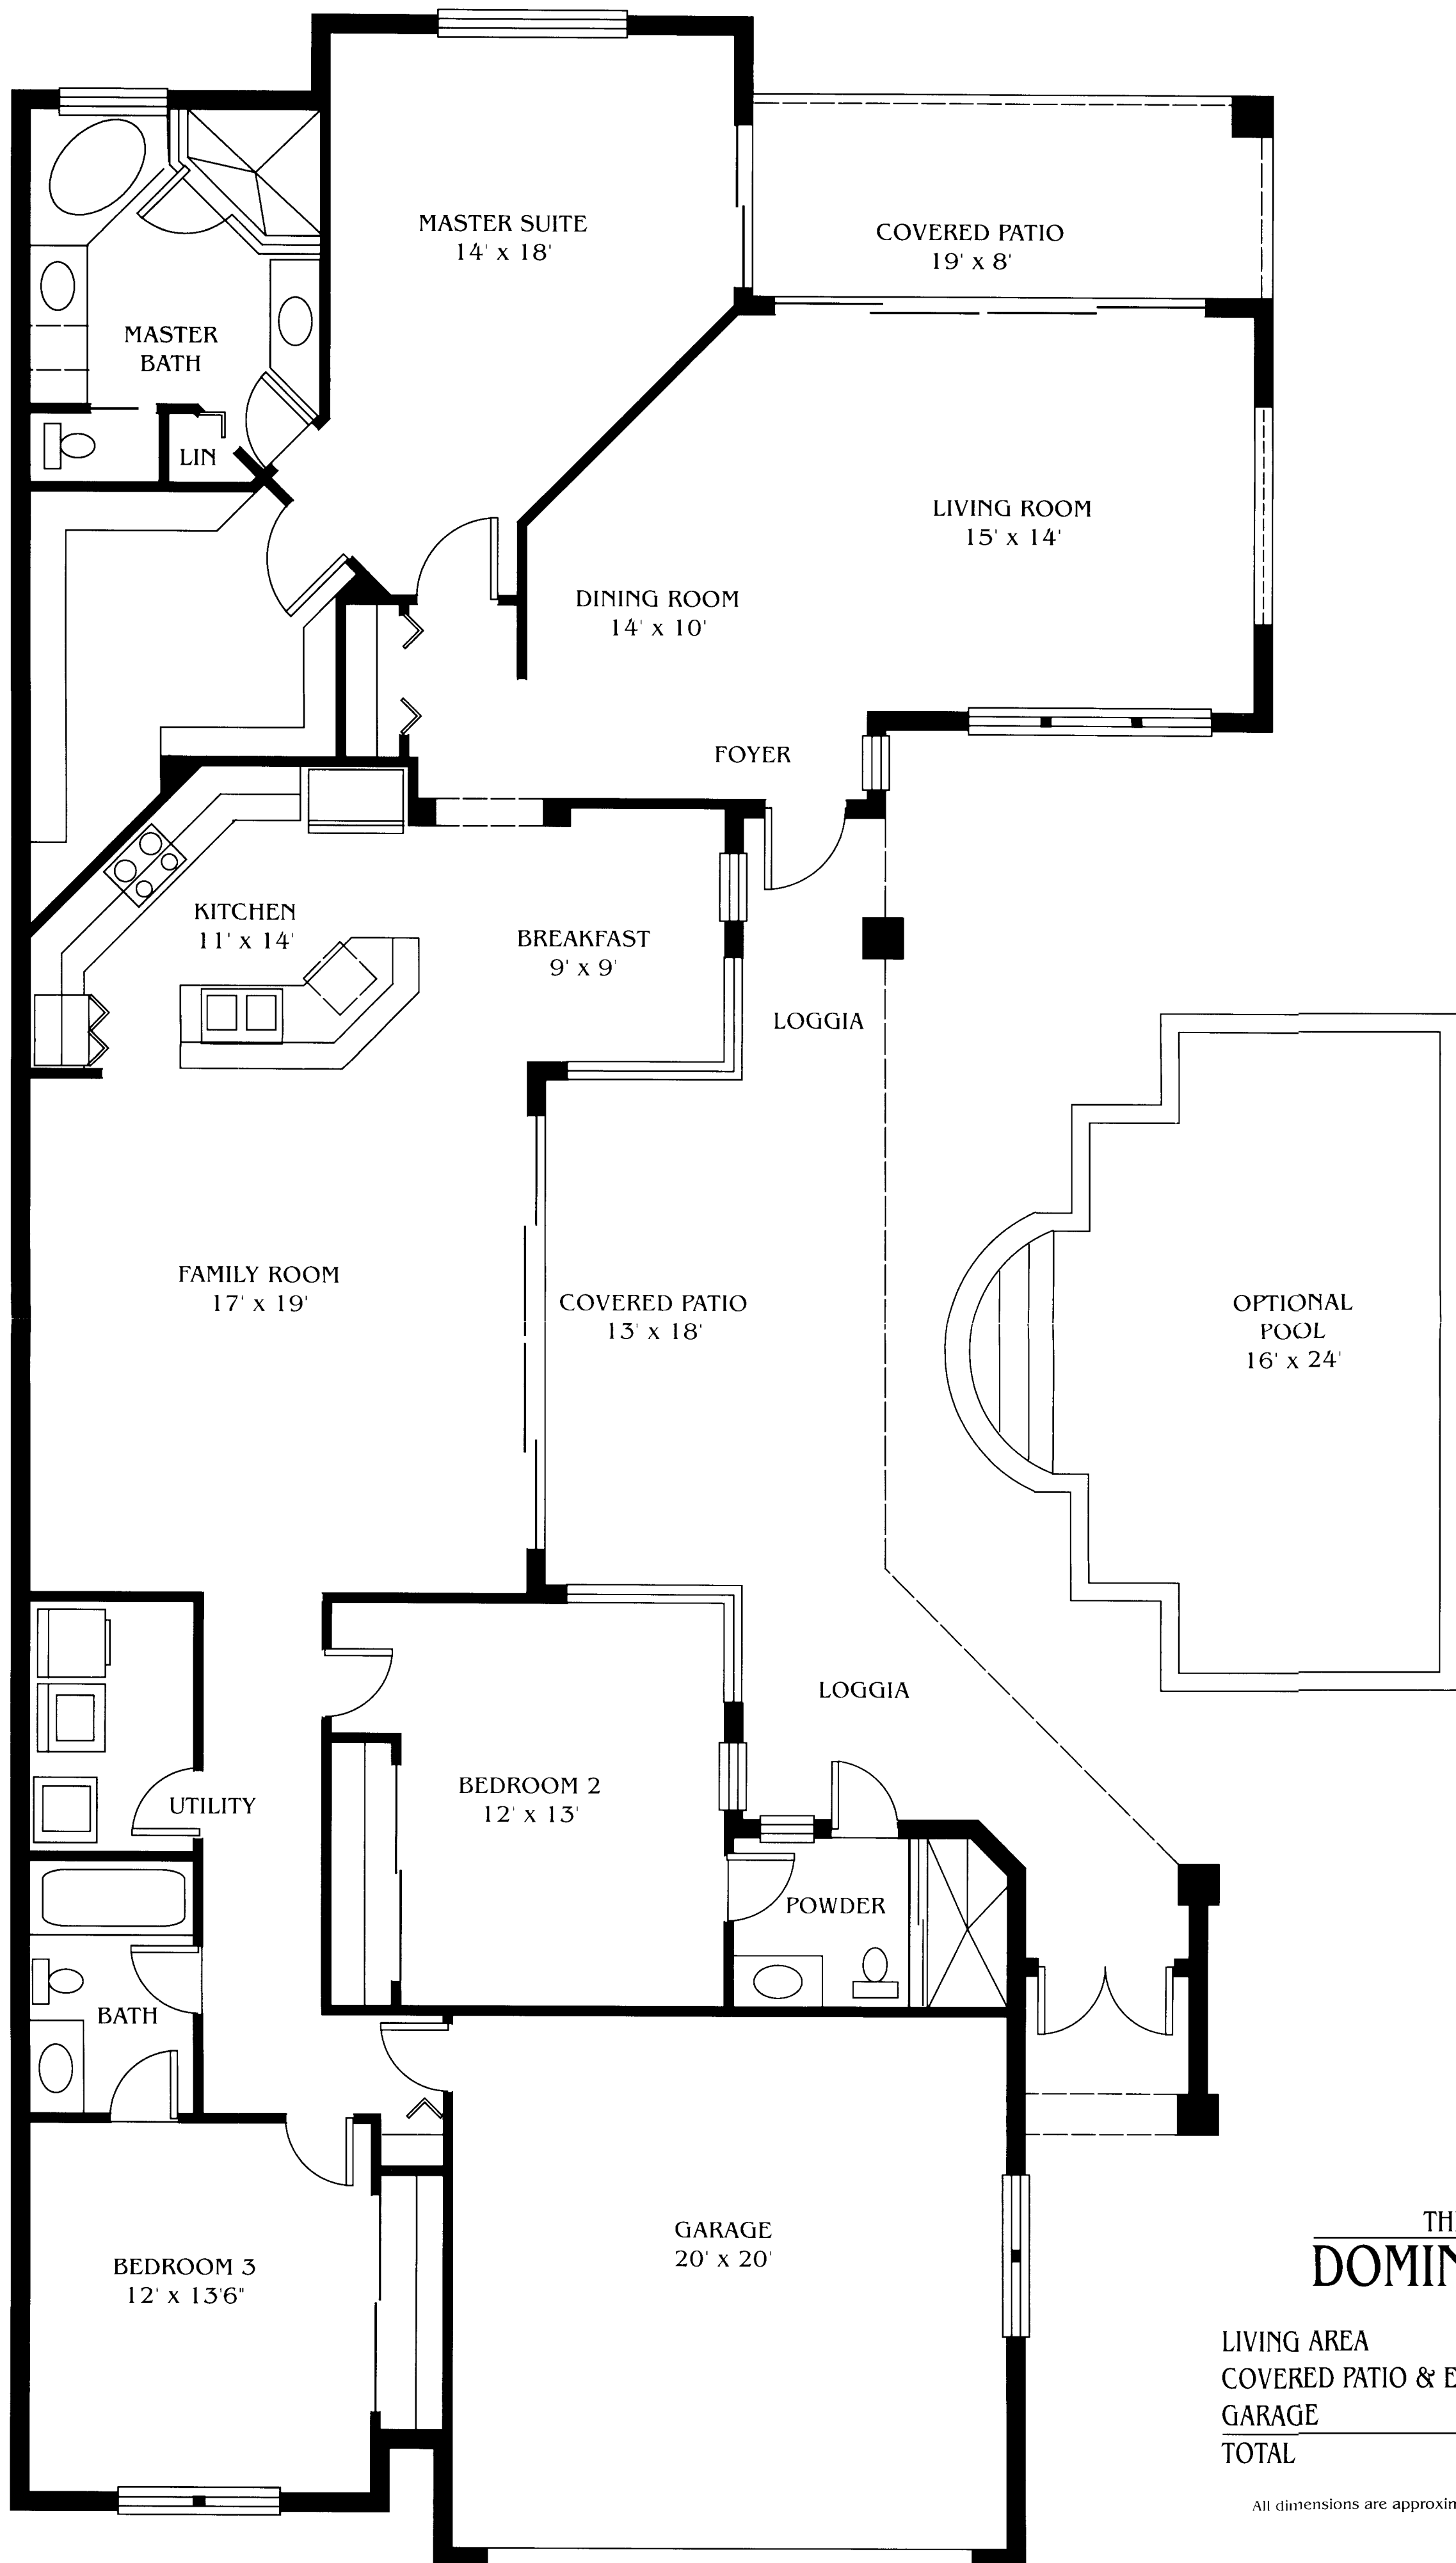 MASTER SUITE
14' x 18'
COVERED PATIO
19' x 8'
MASTER
BATH
LIN
LIVING ROOM
15' x 14'
DINING ROOM
14' x 10'
FOYER
KITCHEN
11' x 14'
BREAKFAST
9' x 9'
LOGGIA
FAMILY ROOM
17' x 19'
COVERED PATIO
13' x 18'
OPTIONAL
POOL
16' x 24'
LOGGIA
BEDROOM 2
12' x 13'
UTILITY
POWDER
BATH
GARAGE
20' x 20'
BEDROOM 3
12' x 13'6"
TH
DOMIN
LIVING AREA
COVERED PATIO & E
GARAGE
TOTAL
All dimensions are approxin